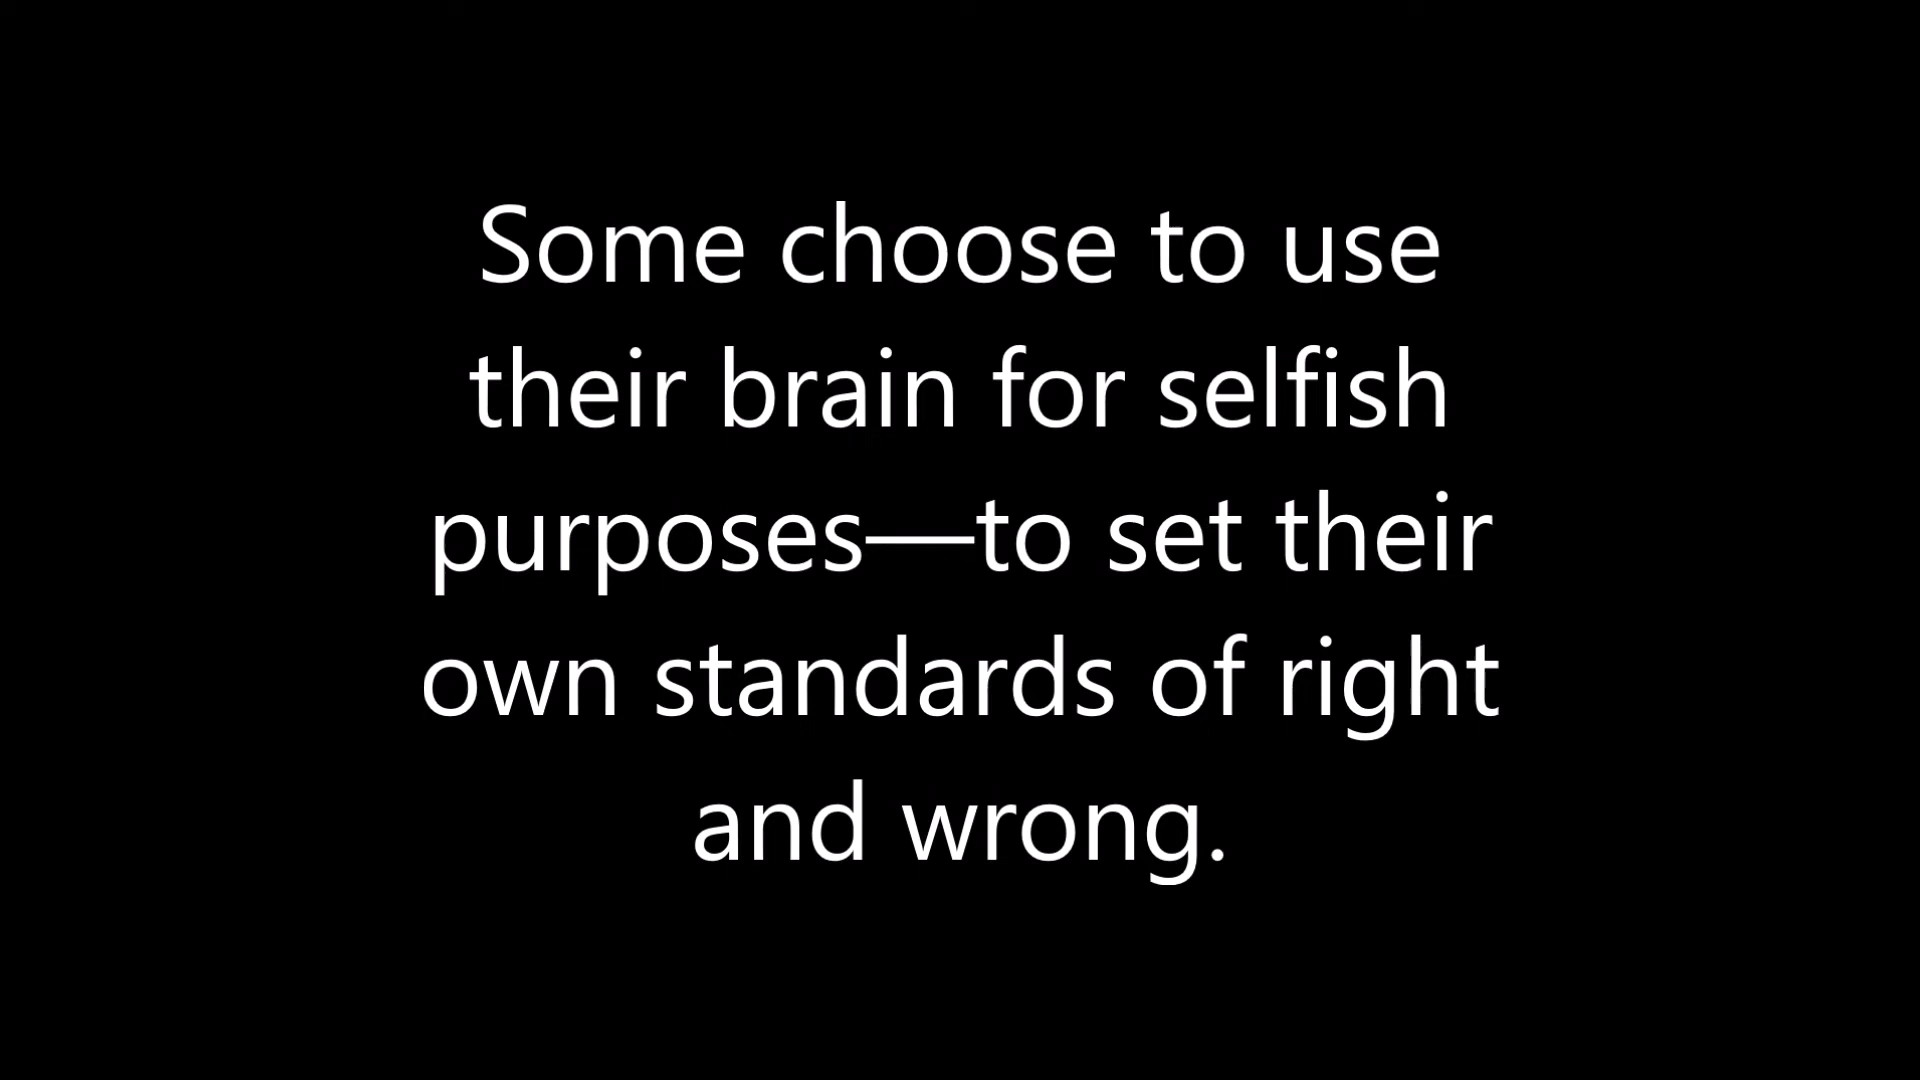 Some choose to use
their brain for selfish
purposes—to set their
own standards of right
and wrong.